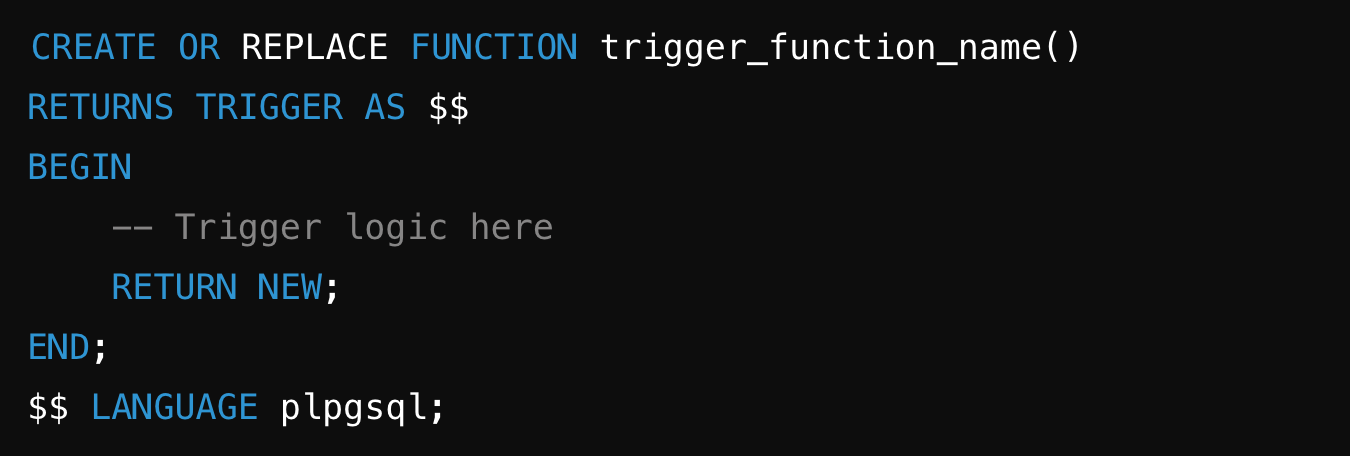 CREATE OR REPLACE FUNCTION trigger_function_name()
RETURNS TRIGGER AS $$
BEGIN
    -- Trigger logic here
    RETURN NEW;
END;
$$ LANGUAGE plpgsql;